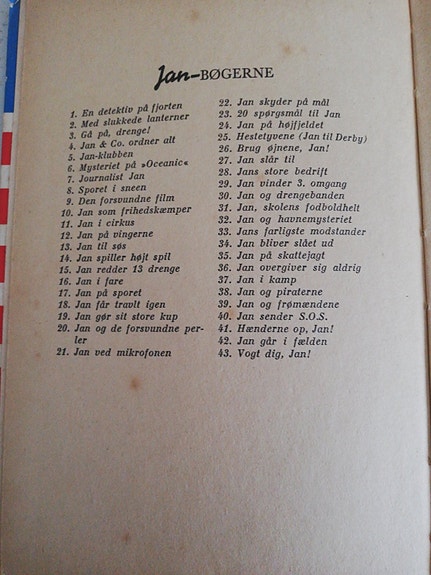 Jan-BØGERNE
1. En detektiv på fjorten
2. Med slukkede lanterner
3. Gå på, drenge!
4. Jan & Co. ordner alt
5. Jan-klubben
6. Mysteriet på »Oceanic«
7. Journalist Jan
8. Sporet i sneen
9. Den forsvundne film
10. Jan som frihedskæmper
11. Jan i cirkus
12. Jan på vingerne
13. Jan til søs
14. Jan spiller højt spil
15. Jan redder 13 drenge
16. Jan i fare
17. Jan på sporet
18. Jan får travlt igen
19. Jan gør sit store kup
20. Jan og de forsvundne per-
ler
21. Jan ved mikrofonen
22. Jan skyder på mål
23. 20 spørgsmål til Jan
24. Jan på højfjeldet
25. Hestetyvene (Jan til Derby)
26. Brug øjnene, Jan!
27. Jan slår til
28. Jans store bedrift
29. Jan vinder 3. omgang
30. Jan og drengebanden
31. Jan, skolens fodboldhelt
32. Jan og havnemysteriet
33. Jans farligste modstander
34. Jan bliver slået ud
35. Jan på skattejagt
36. Jan overgiver sig aldrig
37. Jan i kamp
38. Jan og piraterne
39. Jan og frømændene
40. Jan sender S.O.S.
41. Hænderne op, Jan!
42. Jan går i fælden
43. Vogt dig, Jan!